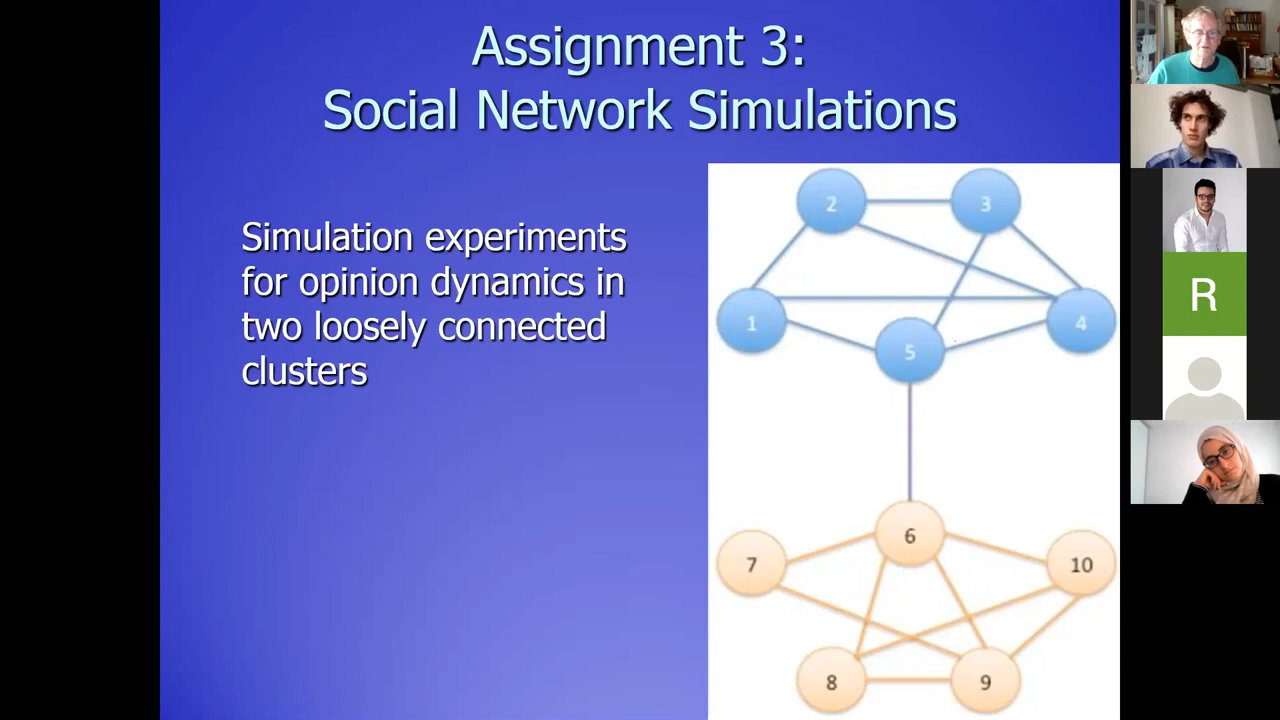 Assignment 3:
Social Network Simulations
Simulation experiments
for opinion dynamics in
two loosely connected
clusters
2
3
1
4
5
6
7
10
8
9
R